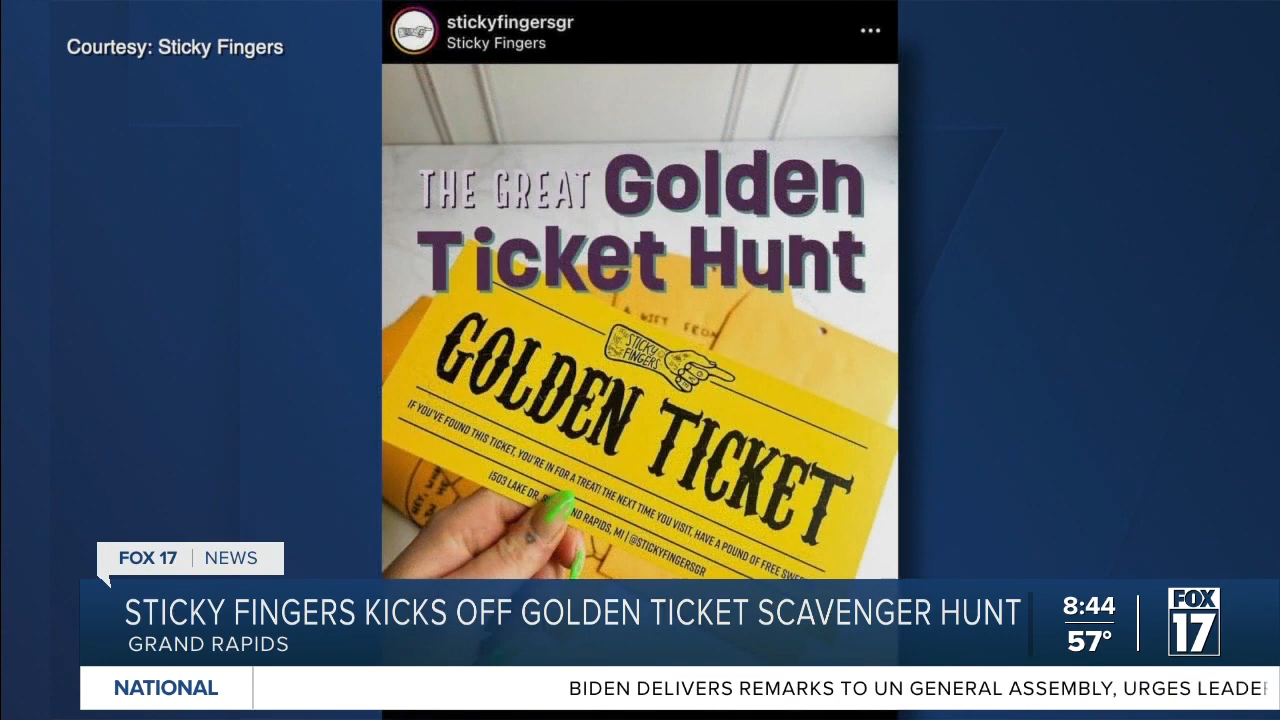 Courtesy: Sticky Fingers
stickyfingersgr
Sticky Fingers
THE GREAT Golden
Ticket Hunt
A GIFT FROM
STICKY
FINGERS
GOLDEN TICKET
IF YOU'VE FOUND THIS TICKET, YOU'RE IN FOR A TREAT! THE NEXT TIME YOU VISIT, HAVE A POUND OF FREE
1503 LAKE DR. RAPIDS, MI | @STICKYFINGERSGR
FOX 17 | NEWS
STICKY FINGERS KICKS OFF GOLDEN TICKET SCAVENGER HUNT
GRAND RAPIDS
8:44
57°
FOX
17
NATIONAL
BIDEN DELIVERS REMARKS TO UN GENERAL ASSEMBLY, URGES